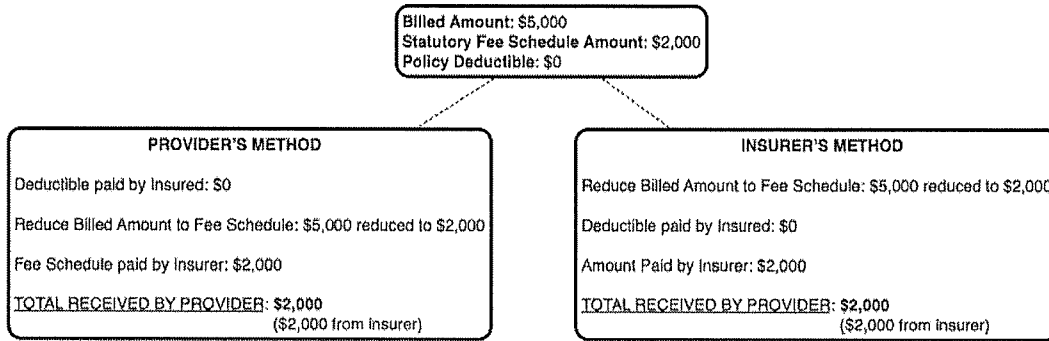 Billed Amount: $5,000
Statutory Fee Schedule Amount: $2,000
Policy Deductible: $0
PROVIDER'S METHOD
Deductible paid by Insured: $0
Reduce Billed Amount to Fee Schedule: $5,000 reduced to $2,000
Fee Schedule paid by Insurer: $2,000
TOTAL RECEIVED BY PROVIDER: $2,000
($2,000 from insurer)
INSURER'S METHOD
Reduce Billed Amount to Fee Schedule: $5,000 reduced to $2,000
Deductible paid by Insured: $0
Amount Paid by Insurer: $2,000
TOTAL RECEIVED BY PROVIDER: $2,000
($2,000 from insurer)